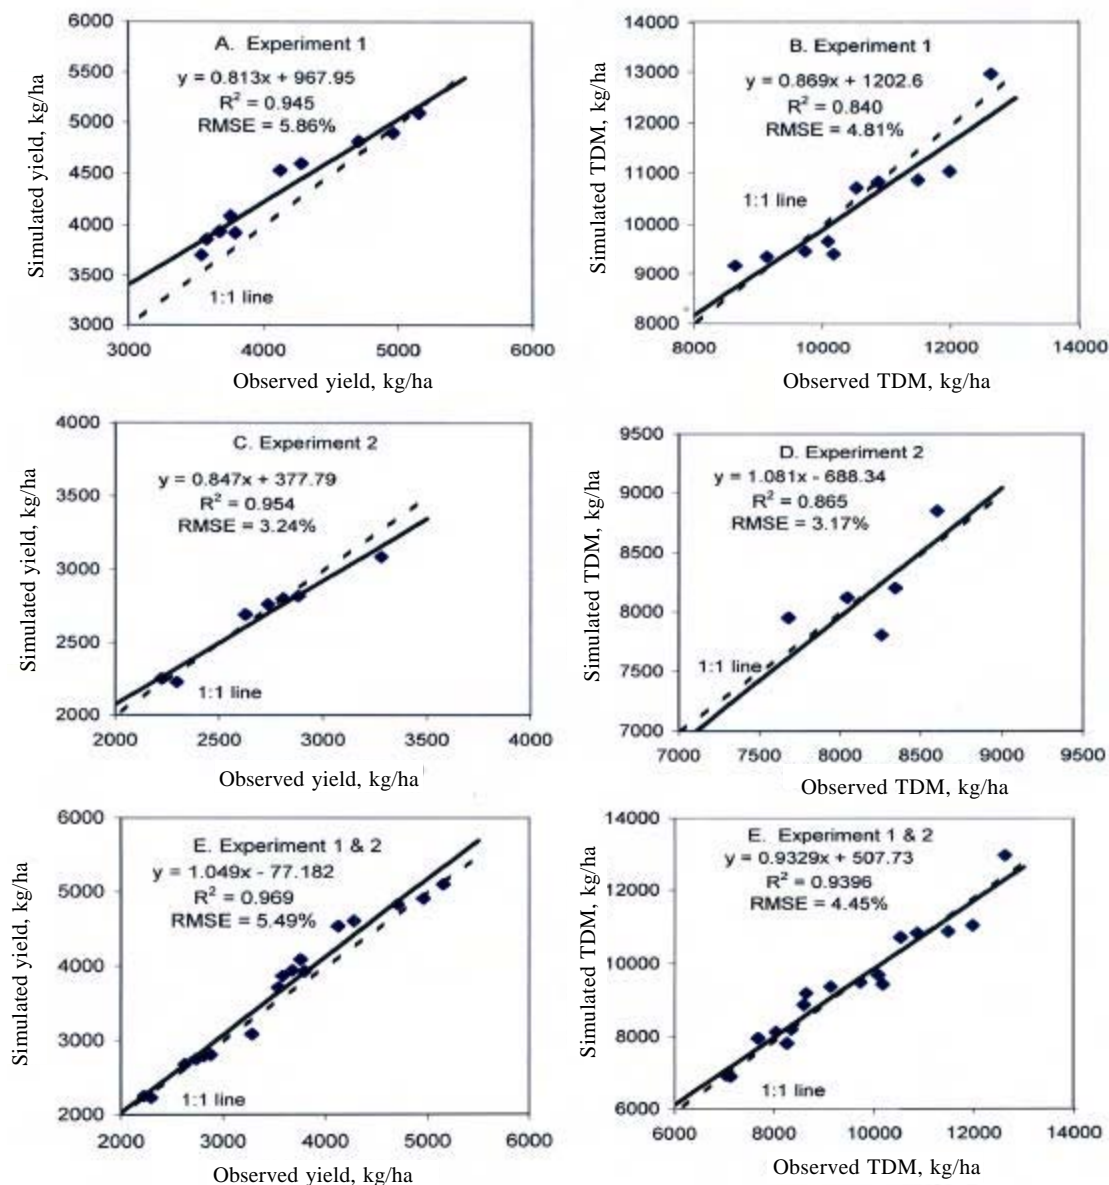 A. Experiment 1
y = 0.813x + 967.95
R² = 0.945
RMSE = 5.86%
1:1 line
6000
5500
5000
4500
4000
3500
3000
3000 4000 5000 6000
Simulated yield, kg/ha
Observed yield, kg/ha
B. Experiment 1
y = 0.869x + 1202.6
R² = 0.840
RMSE = 4.81%
1:1 line
14000
13000
12000
11000
10000
9000
8000
8000 10000 12000 14000
Simulated TDM, kg/ha
Observed TDM, kg/ha
C. Experiment 2
y = 0.847x + 377.79
R² = 0.954
RMSE = 3.24%
1:1 line
4000
3500
3000
2500
2000
2000 2500 3000 3500 4000
Simulated yield, kg/ha
Observed yield, kg/ha
D. Experiment 2
y = 1.081x - 688.34
R² = 0.865
RMSE = 3.17%
1:1 line
9500
9000
8500
8000
7500
7000
7000 7500 8000 8500 9000 9500
Simulated TDM, kg/ha
Observed TDM, kg/ha
E. Experiment 1 & 2
y = 1.049x - 77.182
R² = 0.969
RMSE = 5.49%
1:1 line
6000
5000
4000
3000
2000
2000 3000 4000 5000 6000
Simulated yield, kg/ha
Observed yield, kg/ha
E. Experiment 1 & 2
y = 0.9329x + 507.73
R² = 0.9396
RMSE = 4.45%
1:1 line
14000
12000
10000
8000
6000
6000 8000 10000 12000 14000
Simulated TDM, kg/ha
Observed TDM, kg/ha